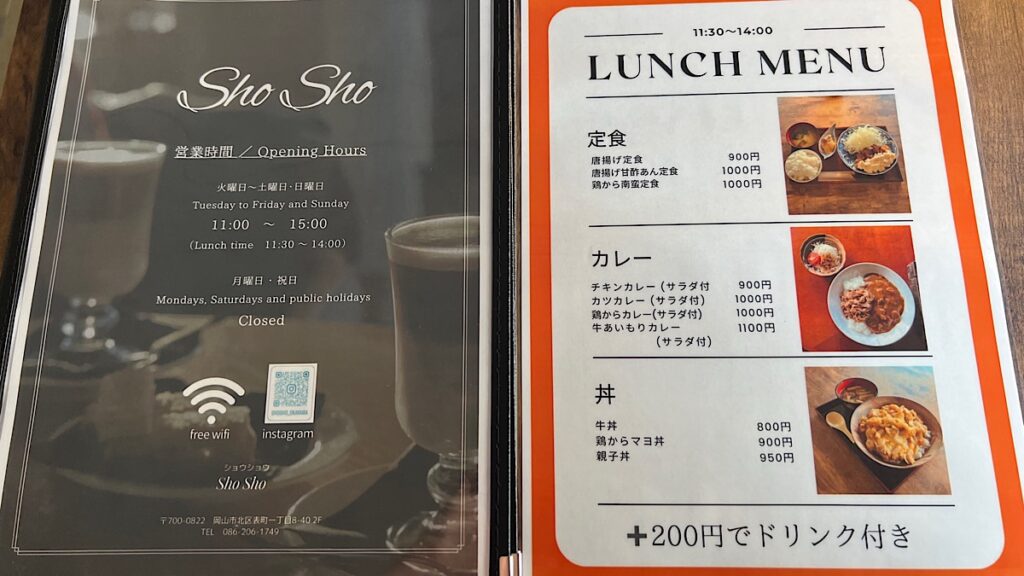 Sho Sho
営業時間 / Opening Hours
火曜日～土曜日・日曜日
Tuesday to Friday and Sunday
11:00 ～ 15:00
(Lunch time 11:30～14:00)
月曜日・祝日
Mondays, Saturdays and public holidays
Closed
free wifi
instagram
ショウショウ
Sho Sho
〒700-0822 岡山市北区表町一丁目8-40 2F
TEL 086-206-1749
11:30～14:00
LUNCH MENU
定食
唐揚げ定食 900円
唐揚げ甘酢あん定食 1000円
鶏から南蛮定食 1000円
カレー
チキンカレー(サラダ付 900円
カツカレー(サラダ付) 1000円
鶏からカレー(サラダ付) 1000円
牛あいもりカレー 1100円
(サラダ付)
丼
牛丼 800円
鶏からマヨ丼 900円
親子丼 950円
+200円でドリンク付き